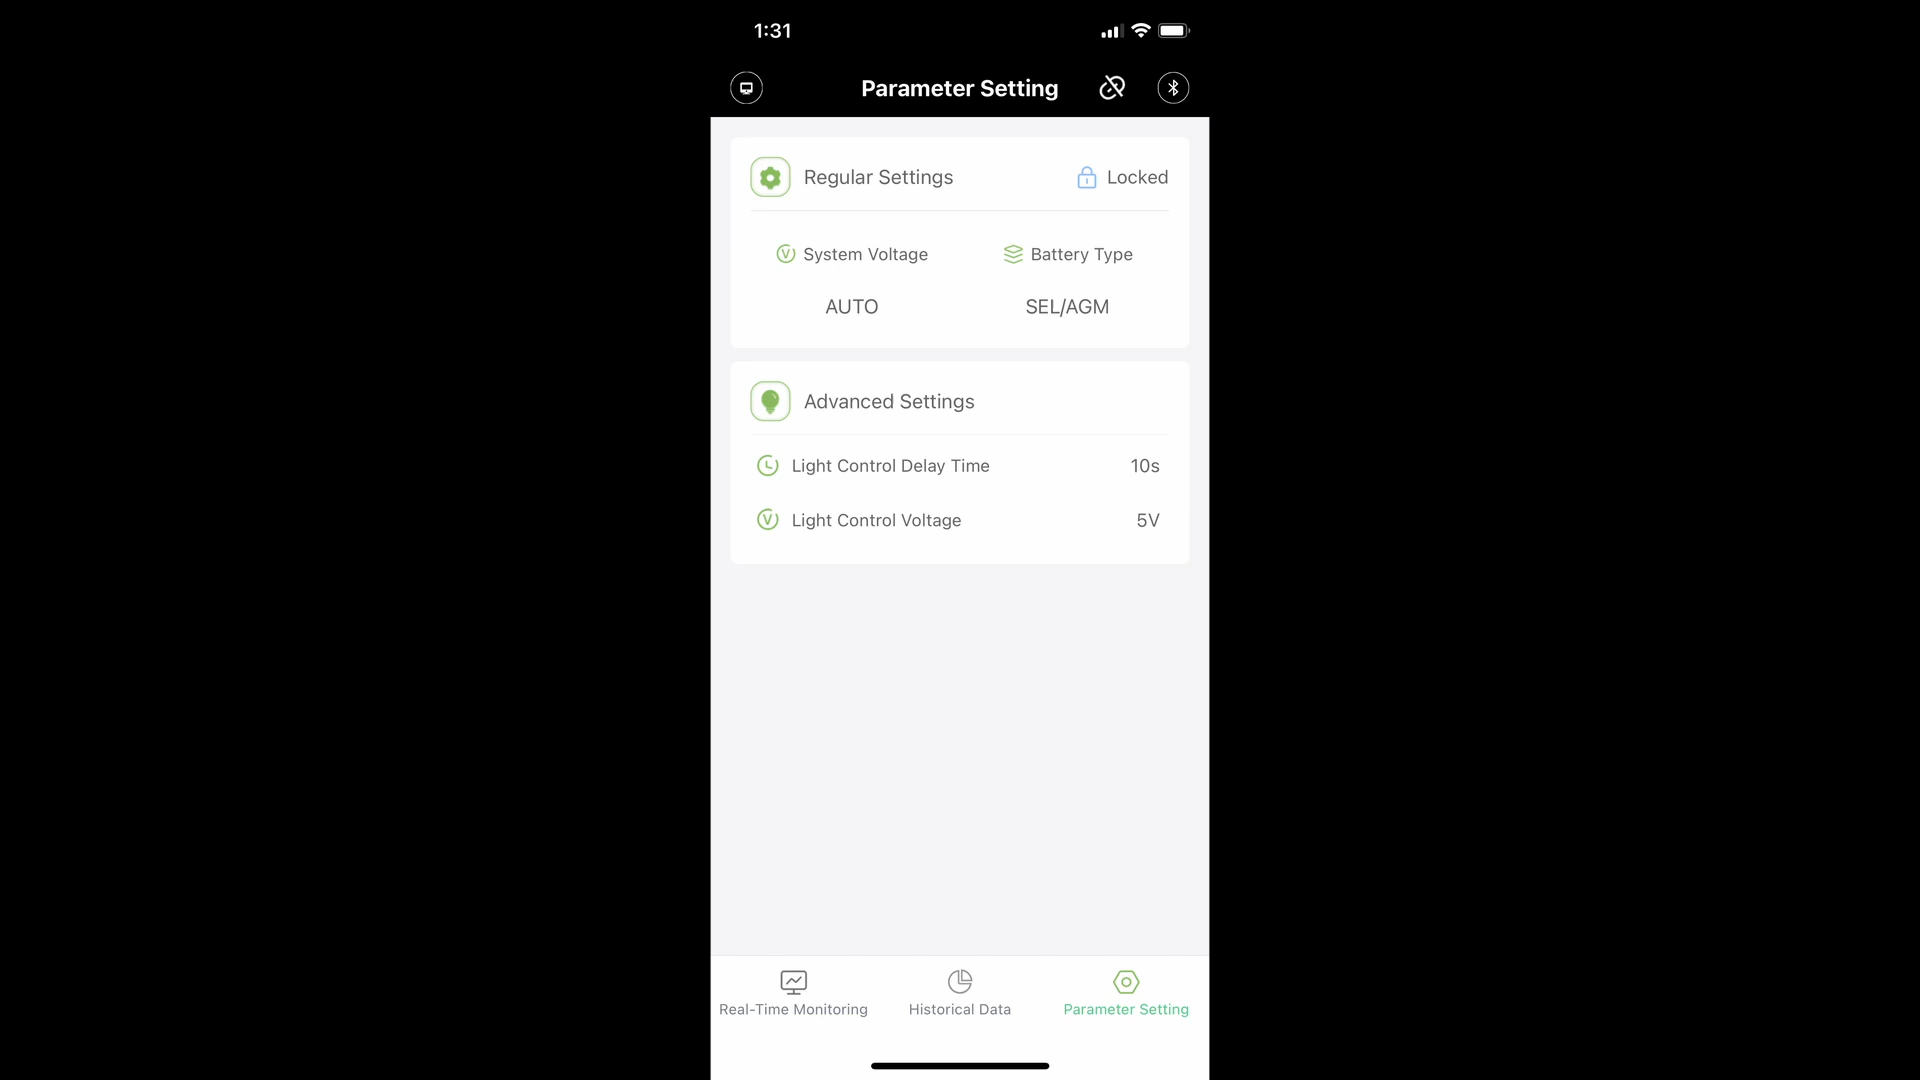 1:31
Parameter Setting
Regular Settings
Locked
System Voltage
Battery Type
AUTO
SEL/AGM
Advanced Settings
Light Control Delay Time
10s
Light Control Voltage
5V
Real-Time Monitoring
Historical Data
Parameter Setting